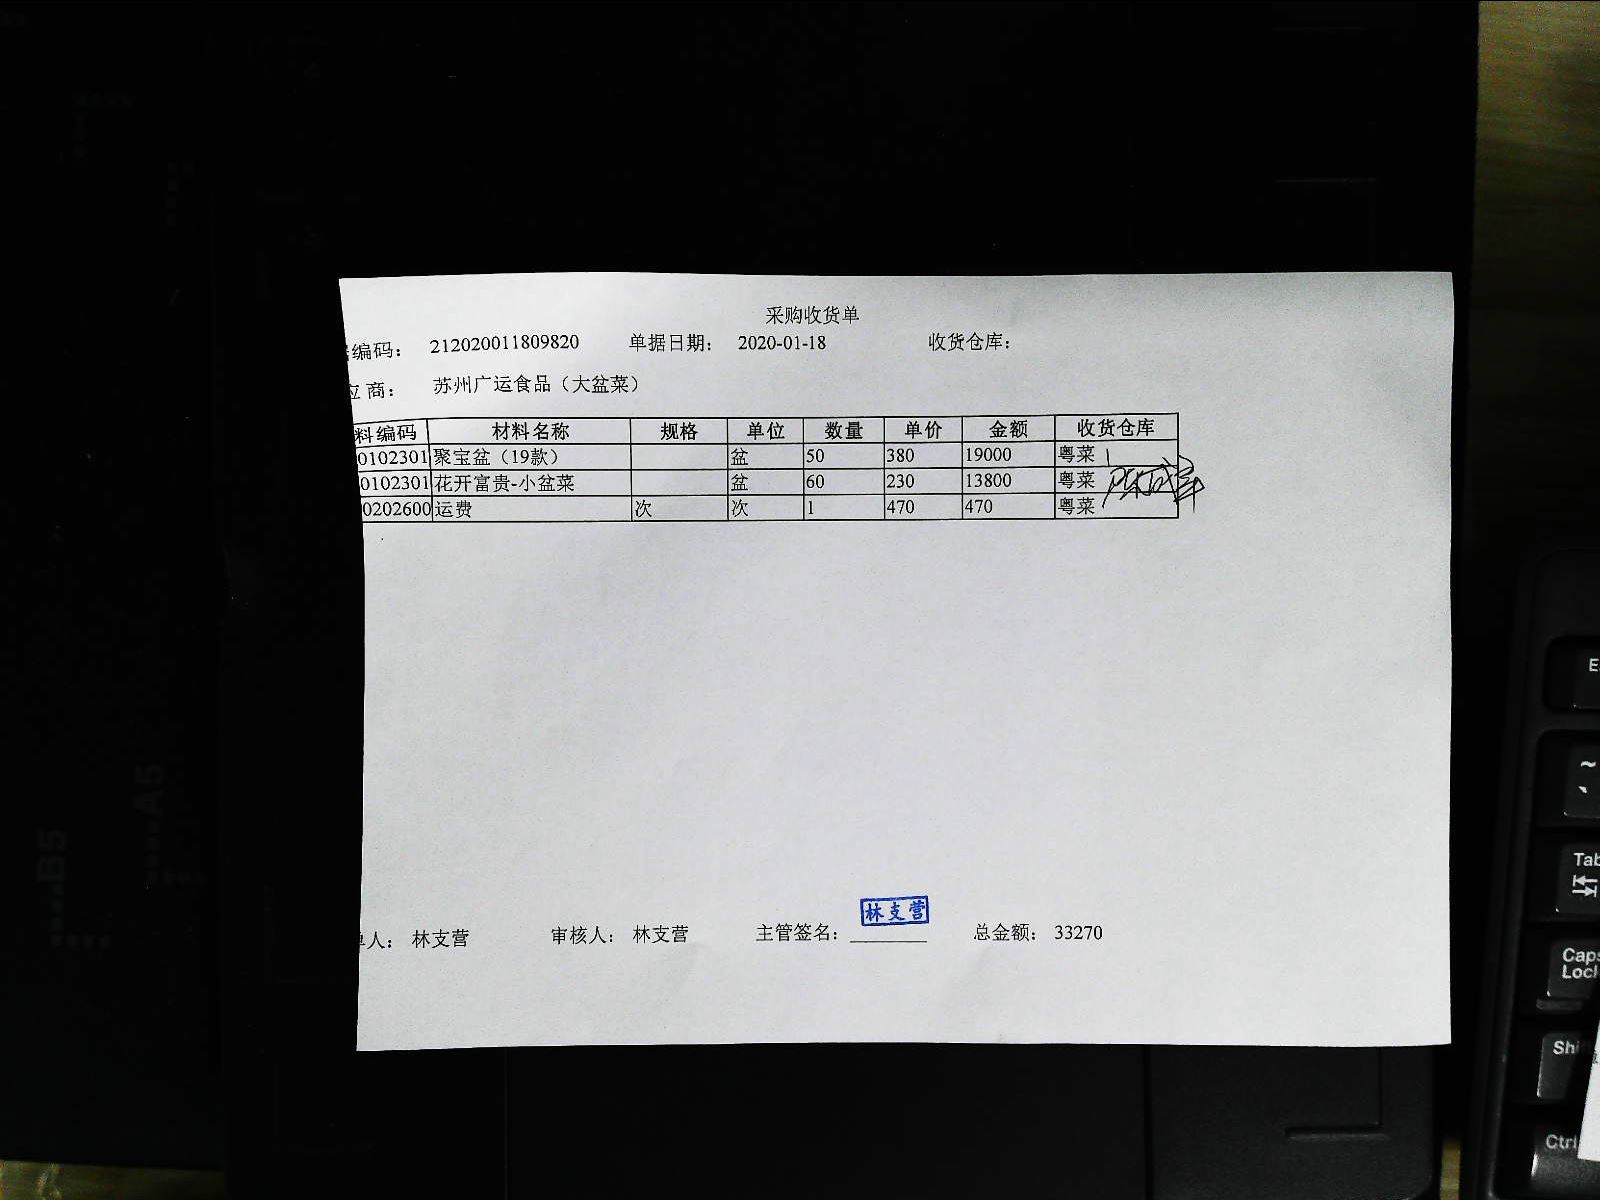 采购收货单
编码： 212020011809820 单据日期： 2020-01-18 收货仓库：
应 商： 苏州广运食品（大盆菜）
料编码 材料名称 规格 单位 数量 单价 金额 收货仓库
0102301 聚宝盆（19款） 盆 50 380 19000 粤菜
0102301 花开富贵-小盆菜 盆 60 230 13800 粤菜
0202600 运费 次 次 1 470 470 粤菜
林支营
单人： 林支营 审核人： 林支营 主管签名： 总金额： 33270
B5
A5
Tab
Caps
Lock
Shi
Ctrl